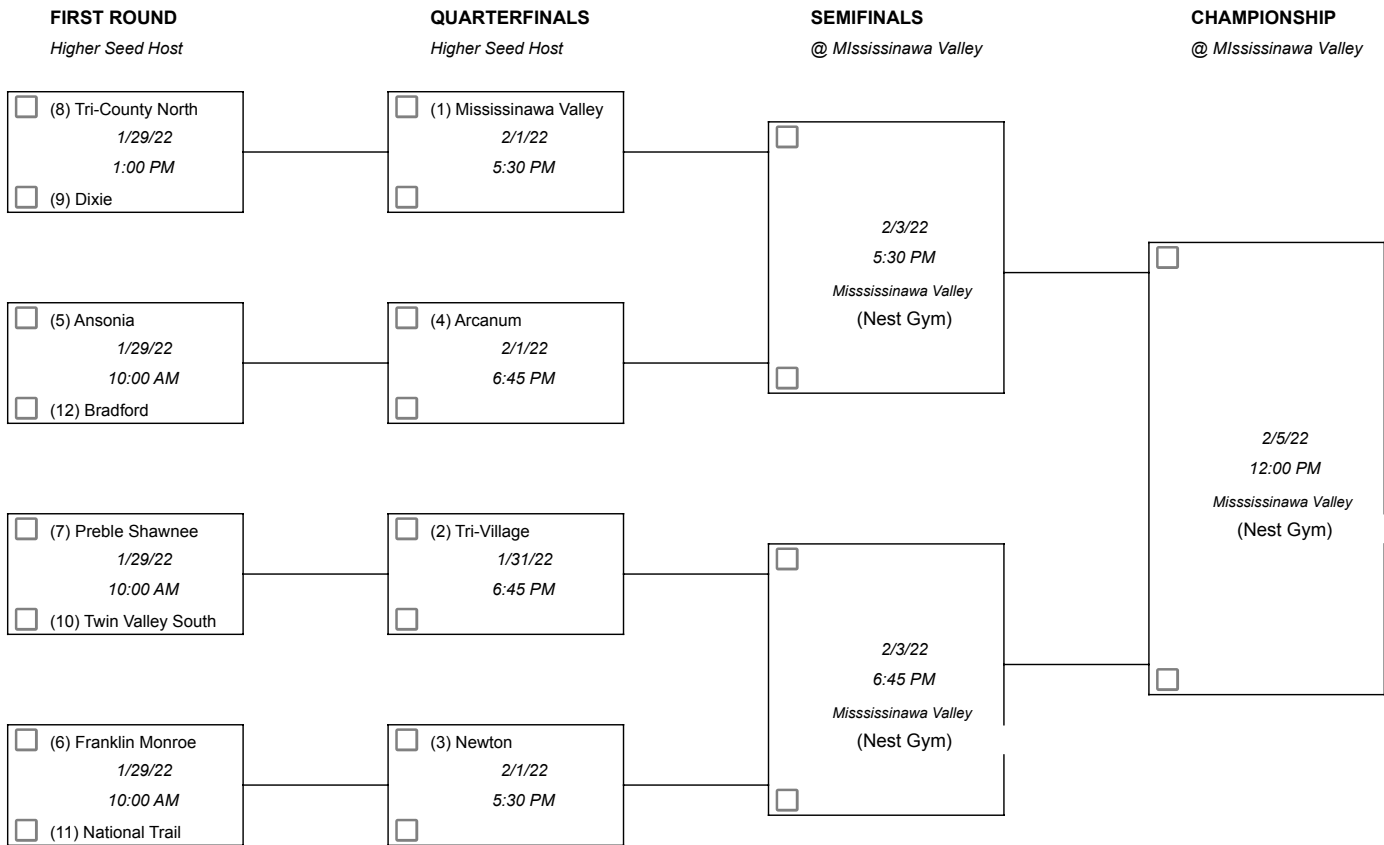 FIRST ROUND
Higher Seed Host
QUARTERFINALS
Higher Seed Host
SEMIFINALS
@ MIssissinawa Valley
CHAMPIONSHIP
@ MIssissinawa Valley
(8) Tri-County North
1/29/22
1:00 PM
(9) Dixie
(5) Ansonia
1/29/22
10:00 AM
(12) Bradford
(7) Preble Shawnee
1/29/22
10:00 AM
(10) Twin Valley South
(6) Franklin Monroe
1/29/22
10:00 AM
(11) National Trail
(1) Mississinawa Valley
2/1/22
5:30 PM
(4) Arcanum
2/1/22
6:45 PM
(2) Tri-Village
1/31/22
6:45 PM
(3) Newton
2/1/22
5:30 PM
2/3/22
5:30 PM
Misssissinawa Valley
(Nest Gym)
2/3/22
6:45 PM
Misssissinawa Valley
(Nest Gym)
2/5/22
12:00 PM
Misssissinawa Valley
(Nest Gym)